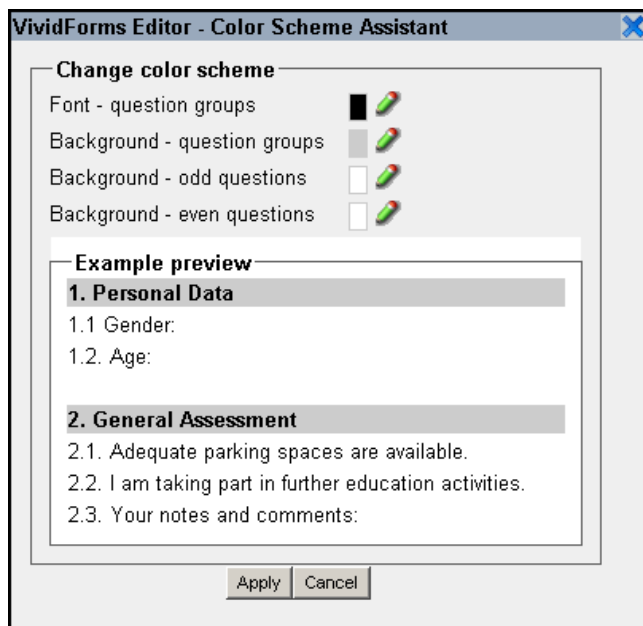 VividForms Editor - Color Scheme Assistant
Change color scheme
Font - question groups
Background - question groups
Background - odd questions
Background - even questions
Example preview
1. Personal Data
1.1 Gender:
1.2. Age:
2. General Assessment
2.1. Adequate parking spaces are available.
2.2. I am taking part in further education activities.
2.3. Your notes and comments:
Apply Cancel